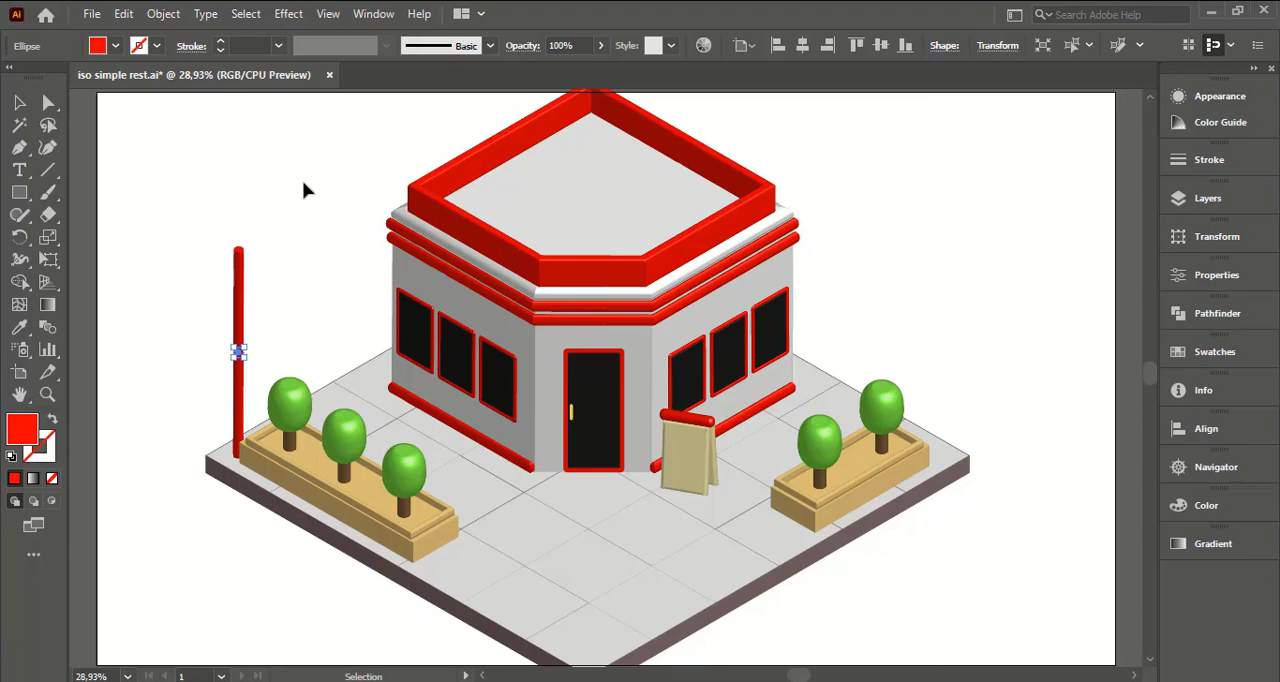 Ai File Edit Object Type Select Effect View Window Help Search Adobe Help
Ellipse Stroke: Basic Opacity: 100% Style: Shape: Transform
iso simple rest.ai* @ 28,93% (RGB/CPU Preview) ×
Appearance
Color Guide
Stroke
Layers
Transform
Properties
Pathfinder
Swatches
Info
Align
Navigator
Color
Gradient
28,93% 1 Selection